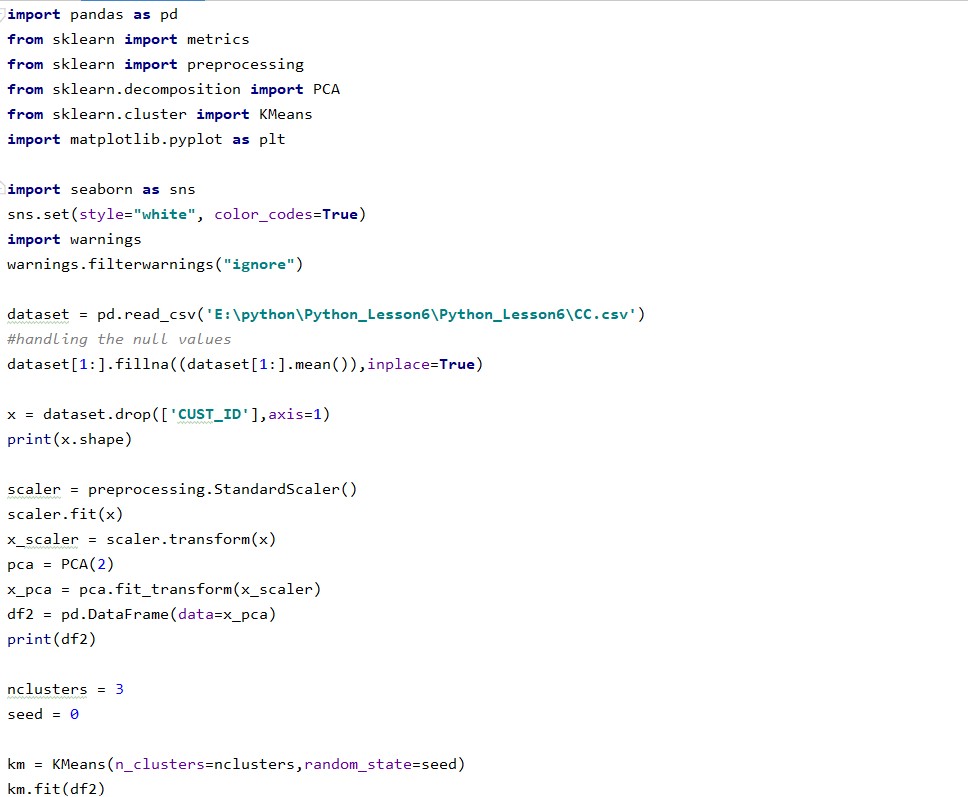 import pandas as pd
from sklearn import metrics
from sklearn import preprocessing
from sklearn.decomposition import PCA
from sklearn.cluster import KMeans
import matplotlib.pyplot as plt
import seaborn as sns
sns.set(style="white", color_codes=True)
import warnings
warnings.filterwarnings("ignore")
dataset = pd.read_csv('E:\python\Python_Lesson6\Python_Lesson6\CC.csv')
#handling the null values
dataset[1:].fillna((dataset[1:].mean()),inplace=True)
x = dataset.drop(['CUST_ID'],axis=1)
print(x.shape)
scaler = preprocessing.StandardScaler()
scaler.fit(x)
x_scaler = scaler.transform(x)
pca = PCA(2)
x_pca = pca.fit_transform(x_scaler)
df2 = pd.DataFrame(data=x_pca)
print(df2)
nclusters = 3
seed = 0
km = KMeans(n_clusters=nclusters,random_state=seed)
km.fit(df2)